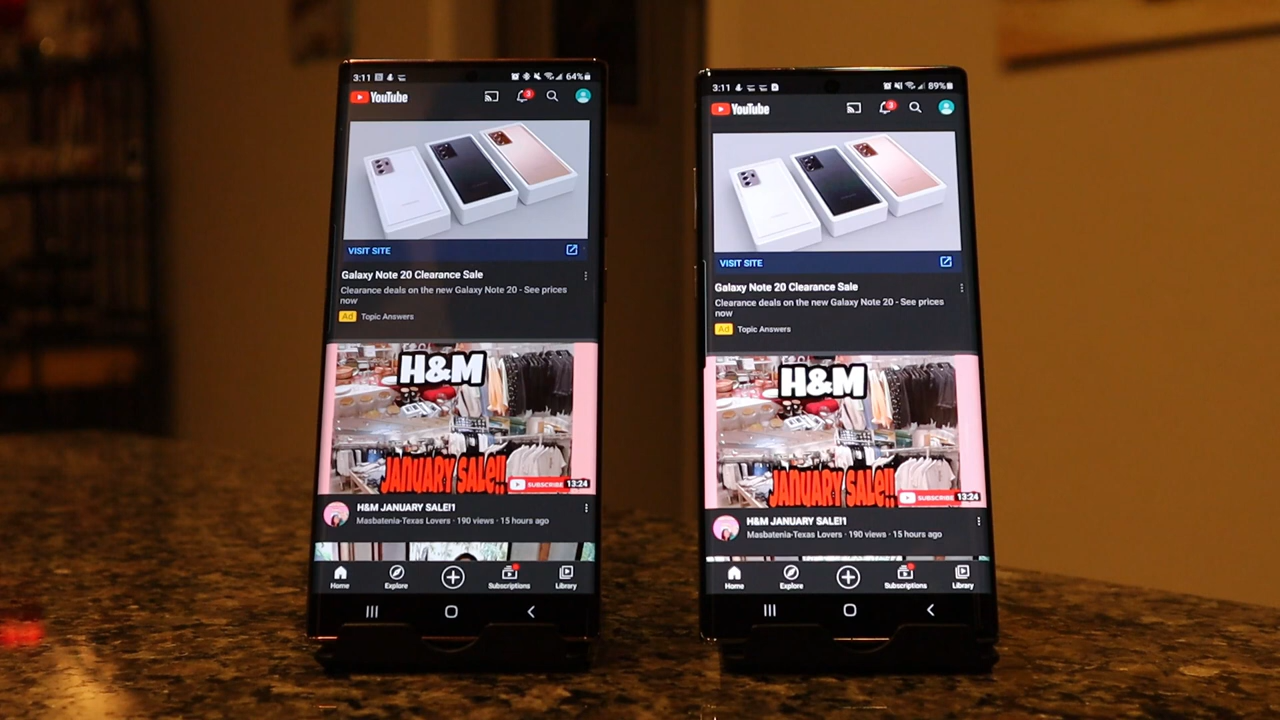 3:11
64%
YouTube
3
VISIT SITE
Galaxy Note 20 Clearance Sale
Clearance deals on the new Galaxy Note 20 - See prices
now
Ad Topic Answers
H&M
JANUARY SALE!!
SUBSCRIBE 13:24
H&M JANUARY SALE!1
Masbatenia-Texas Lovers · 190 views · 15 hours ago
Home Explore Subscriptions Library
3:11
89%
YouTube
3
VISIT SITE
Galaxy Note 20 Clearance Sale
Clearance deals on the new Galaxy Note 20 - See prices
now
Ad Topic Answers
H&M
JANUARY SALE!!
SUBSCRIBE 13:24
H&M JANUARY SALE!1
Masbatenia-Texas Lovers · 190 views · 15 hours ago
Home Explore Subscriptions Library